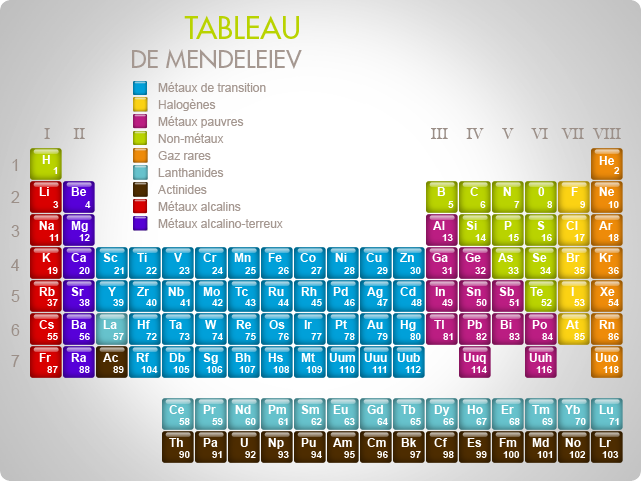 TABLEAU
DE MENDELEIEV
Métaux de transition
Halogènes
Métaux pauvres
Non-métaux
Gaz rares
Lanthanides
Actinides
Métaux alcalins
Métaux alcalino-terreux
I II III IV V VI VII VIII
1 H 1 He 2
2 Li 3 Be 4 B 5 C 6 N 7 0 8 F 9 Ne 10
3 Na 11 Mg 12 Al 13 Si 14 P 15 S 16 Cl 17 Ar 18
4 K 19 Ca 20 Sc 21 Ti 22 V 23 Cr 24 Mn 25 Fe 26 Co 27 Ni 28 Cu 29 Zn 30 Ga 31 Ge 32 As 33 Se 34 Br 35 Kr 36
5 Rb 37 Sr 38 Y 39 Zr 40 Nb 41 Mo 42 Tc 43 Ru 44 Rh 45 Pd 46 Ag 47 Cd 48 In 49 Sn 50 Sb 51 Te 52 I 53 Xe 54
6 Cs 55 Ba 56 La 57 Hf 72 Ta 73 W 74 Re 75 Os 76 Ir 77 Pt 78 Au 79 Hg 80 Tl 81 Pb 82 Bi 83 Po 84 At 85 Rn 86
7 Fr 87 Ra 88 Ac 89 Rf 104 Db 105 Sg 106 Bh 107 Hs 108 Mt 109 Uum 110 Uuu 111 Uub 112 Uuq 114 Uuh 116 Uuo 118
Ce 58 Pr 59 Nd 60 Pm 61 Sm 62 Eu 63 Gd 64 Tb 65 Dy 66 Ho 67 Er 68 Tm 69 Yb 70 Lu 71
Th 90 Pa 91 U 92 Np 93 Pu 94 Am 95 Cm 96 Bk 97 Cf 98 Es 99 Fm 100 Md 101 No 102 Lr 103